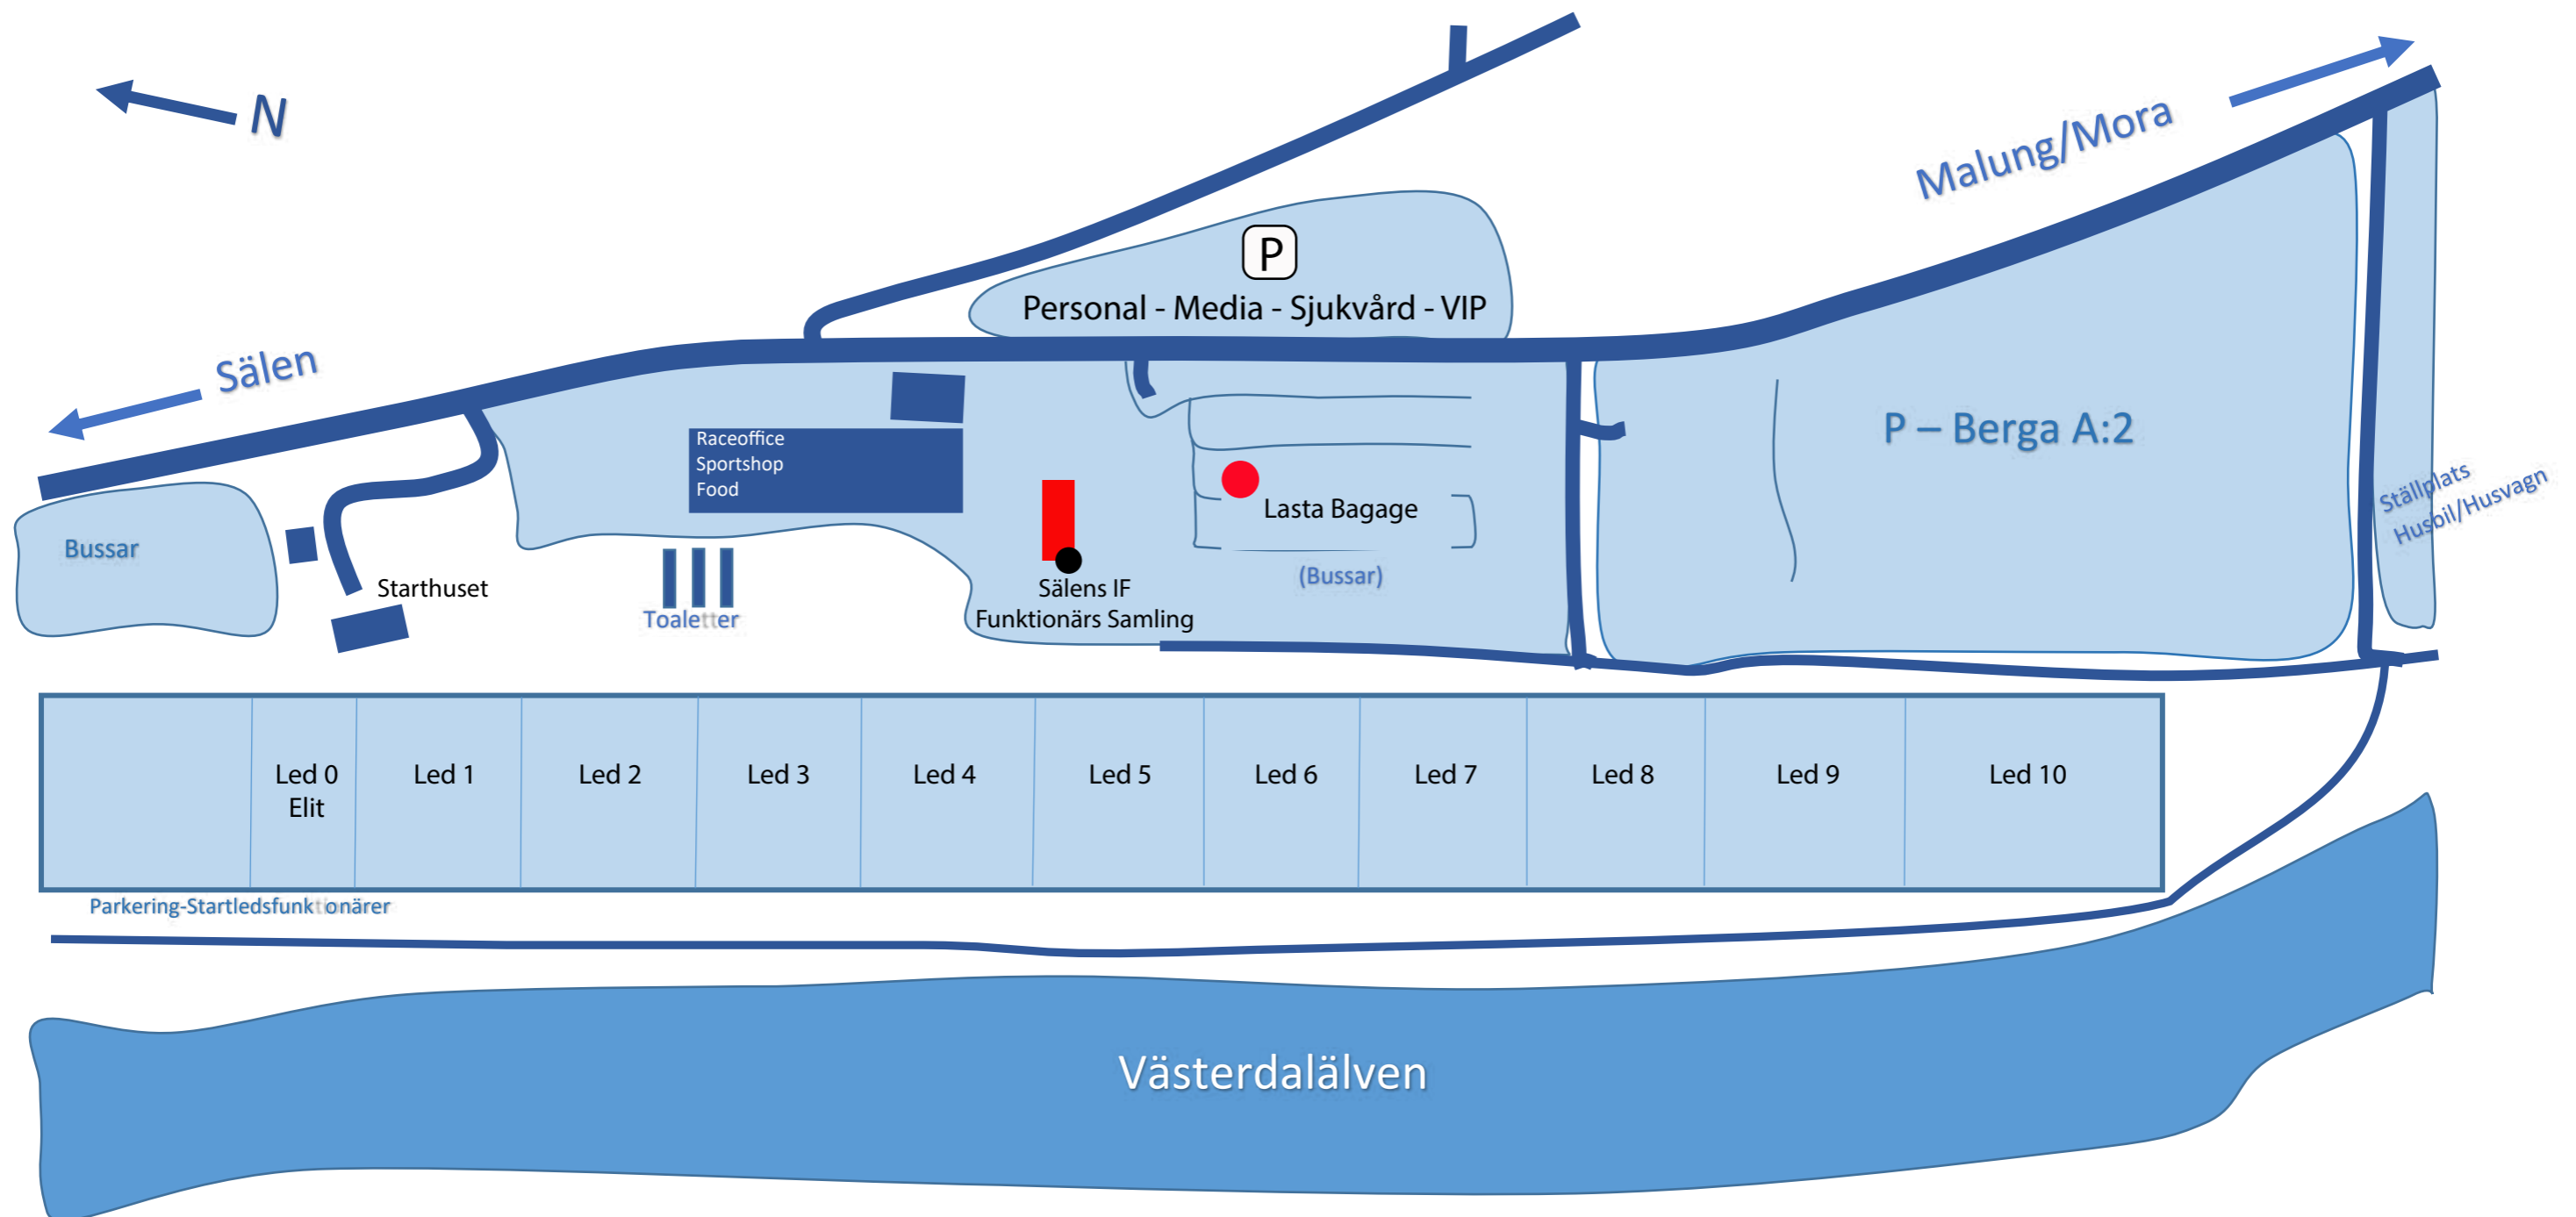 N
Malung/Mora
P
Personal - Media - Sjukvård - VIP
Sälen
Raceoffice
Sportshop
Food
P – Berga A:2
Lasta Bagage
Ställplats
Husbil/Husvagn
Bussar
Starthuset
Toaletter
Sälens IF
Funktionärs Samling
(Bussar)
Led 0
Elit
Led 1
Led 2
Led 3
Led 4
Led 5
Led 6
Led 7
Led 8
Led 9
Led 10
Parkering-Startledsfunktionärer
Västerdalälven